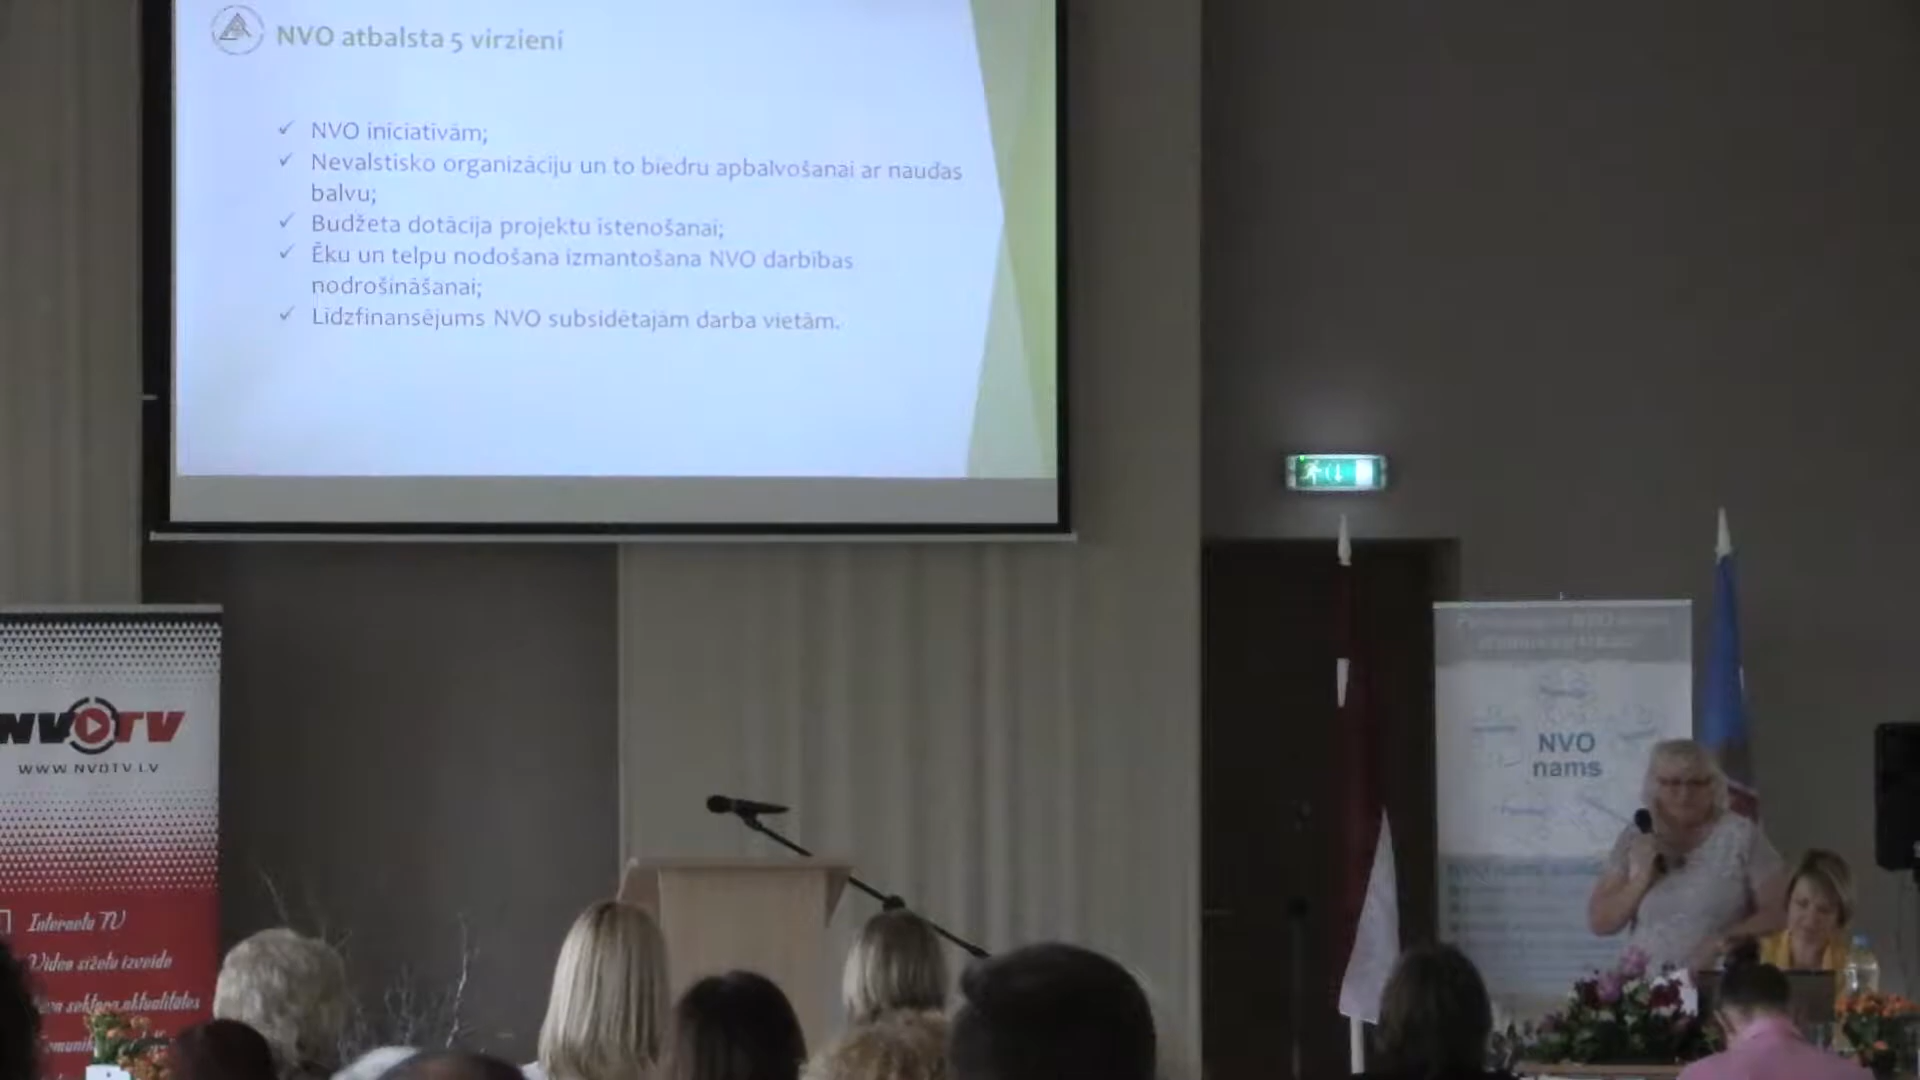 NVO atbalsta 5 virzieni
✓ NVO iniciatīvām;
✓ Nevalstisko organizāciju un to biedru apbalvošanai ar naudas
balvu;
✓ Budžeta dotācija projektu īstenošanai;
✓ Ēku un telpu nodošana izmantošana NVO darbības
nodrošināšanai;
✓ Līdzfinansējums NVO subsidētajām darba vietām.
NVOTV
WWW.NVOTV.LV
Interneta TV
Video sižetu izveide
aktualitātes
NVO
nams